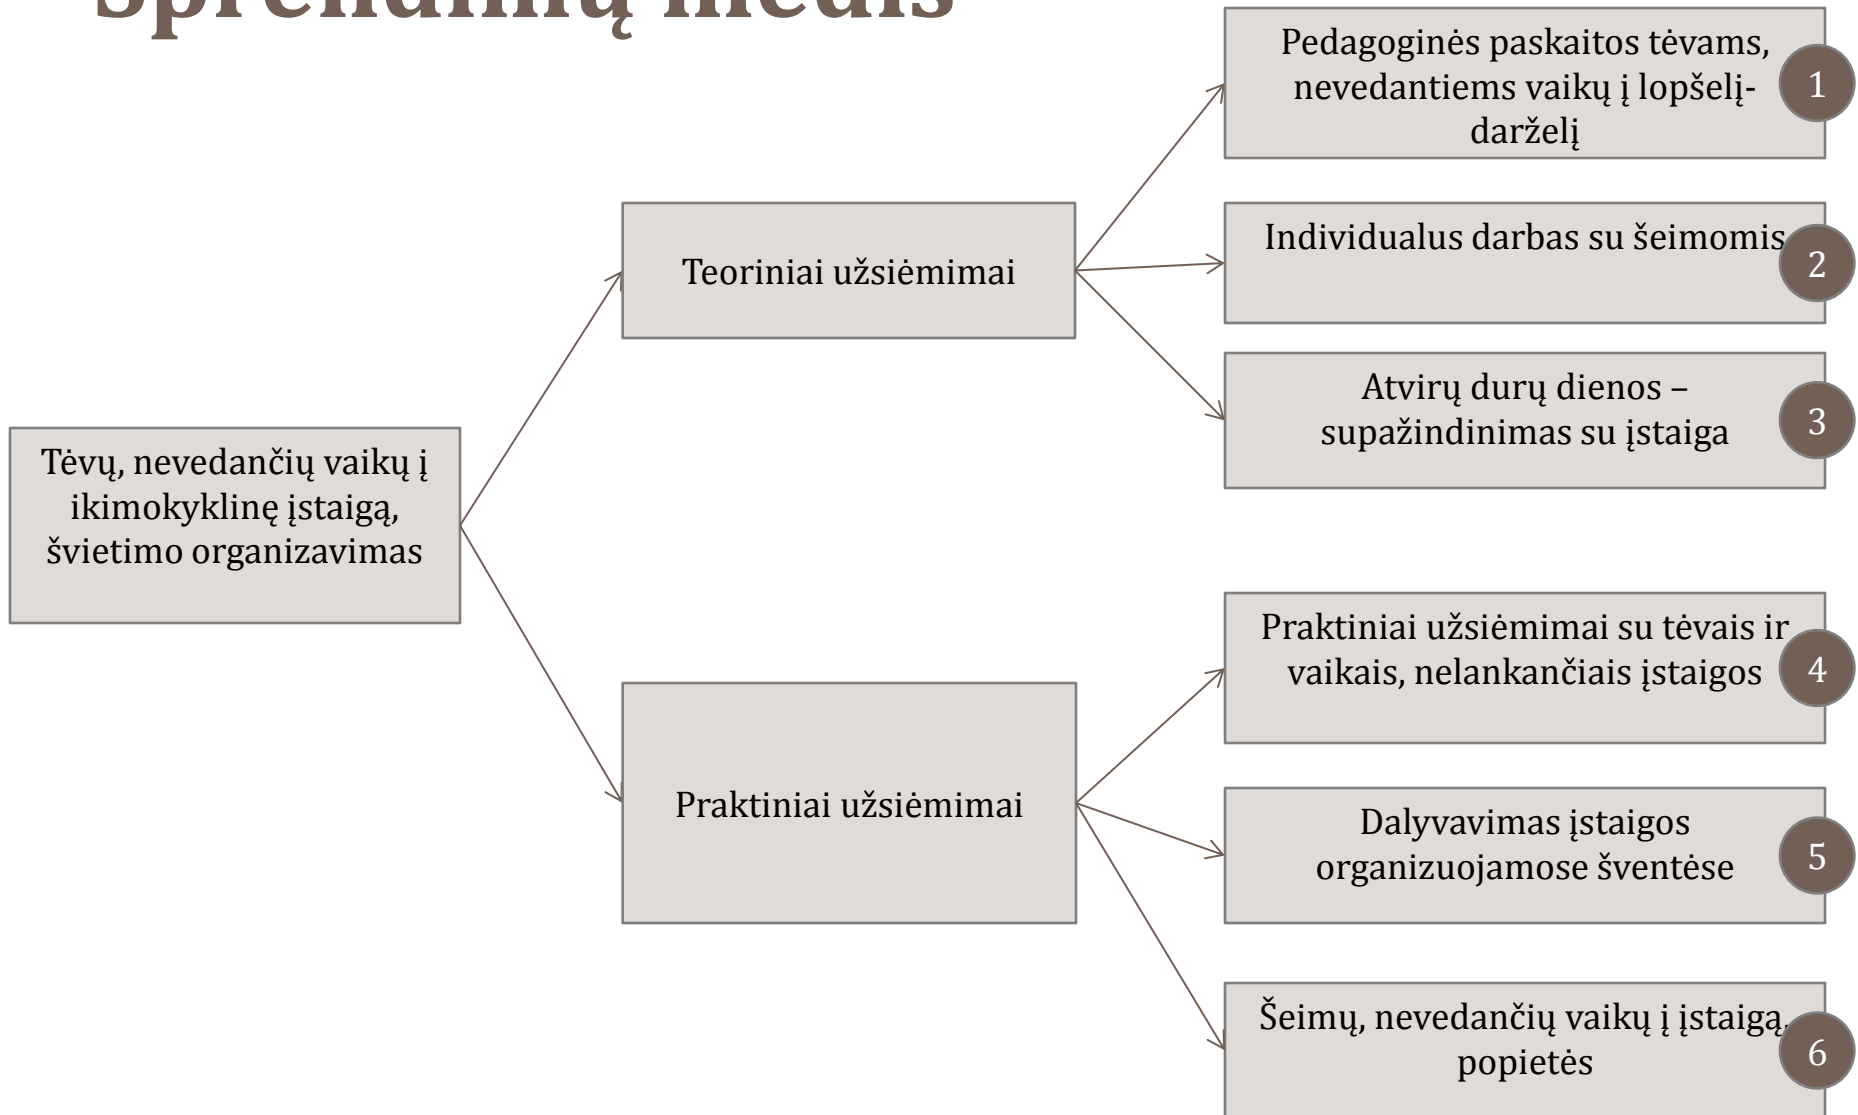 Sprendimų medis
Pedagoginės paskaitos tėvams,
nevedantiems vaikų į lopšelį-
darželį
1
Teoriniai užsiėmimai
Individualus darbas su šeimomis
2
Atvirų durų dienos –
supažindinimas su įstaiga
3
Tėvų, nevedančių vaikų į
ikimokyklinę įstaigą,
švietimo organizavimas
Praktiniai užsiėmimai su tėvais ir
vaikais, nelankančiais įstaigos
4
Praktiniai užsiėmimai
Dalyvavimas įstaigos
organizuojamose šventėse
5
Šeimų, nevedančių vaikų į įstaigą,
popietės
6